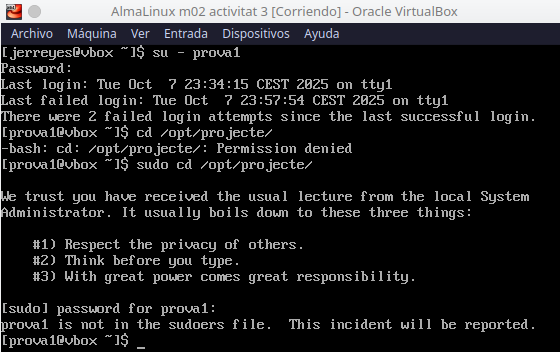 AlmaLinux m02 activitat 3 [Corriendo] - Oracle VirtualBox
Archivo Máquina Ver Entrada Dispositivos Ayuda
[jerreyes@vbox ~]$ su - prova1
Password:
Last login: Tue Oct  7 23:34:15 CEST 2025 on tty1
Last failed login: Tue Oct  7 23:57:54 CEST 2025 on tty1
There were 2 failed login attempts since the last successful login.
[prova1@vbox ~]$ cd /opt/projecte/
-bash: cd: /opt/projecte/: Permission denied
[prova1@vbox ~]$ sudo cd /opt/projecte/
We trust you have received the usual lecture from the local System
Administrator. It usually boils down to these three things:
#1) Respect the privacy of others.
#2) Think before you type.
#3) With great power comes great responsibility.
[sudo] password for prova1:
prova1 is not in the sudoers file.  This incident will be reported.
[prova1@vbox ~]$ _